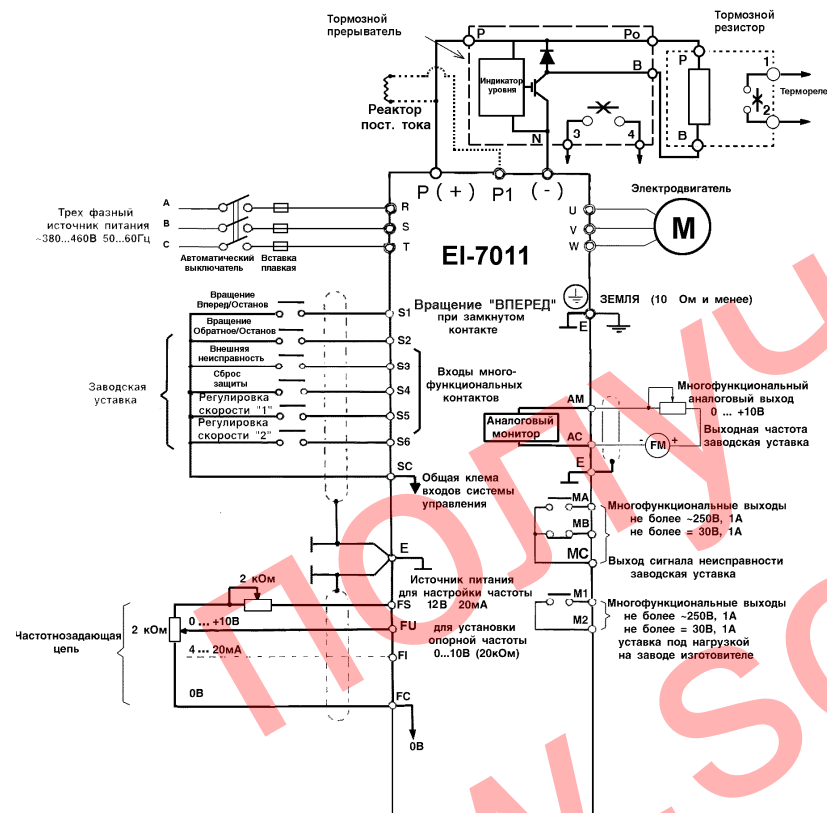 Тормозной
прерыватель
Тормозной
резистор
P
Po
B
Индикатор
уровня
Реактор
пост. тока
N
3
4
P
B
1
2
Термореле
P (+)
P1
(-)
Трех фазный
источник питания
~380...460В 50...60Гц
A
B
C
Автоматический
выключатель
Вставка
плавкая
R
S
T
EI-7011
U
V
W
Электродвигатель
M
Вращение
Вперед/Останов
Вращение
Обратное/Останов
Внешняя
неисправность
Сброс
защиты
Регулировка
скорости "1"
Регулировка
скорости "2"
Заводская
уставка
S1
S2
S3
S4
S5
S6
SC
Вращение "ВПЕРЕД"
при замкнутом
контакте
E
ЗЕМЛЯ (10 Ом и менее)
Входы много-
функциональных
контактов
Общая клема
входов системы
управления
Аналоговый
монитор
AM
AC
E
- FM +
Многофункциональный
аналоговый выход
0 ... +10В
Выходная частота
заводская уставка
MA
MB
MC
Многофункциональные выходы
не более ~250В, 1А
не более = 30В, 1А
Выход сигнала неисправности
заводская уставка
M1
M2
Многофункциональные выходы
не более ~250В, 1А
не более = 30В, 1А
уставка под нагрузкой
на заводе изготовителе
E
Источник питания
для настройки частоты
12В 20мА
FS
FU
FI
FC
для установки
опорной частоты
0...10В (20кОм)
2 кОм
2 кОм
0 ... +10В
4 ... 20мА
0В
0В
Частотнозадающая
цепь